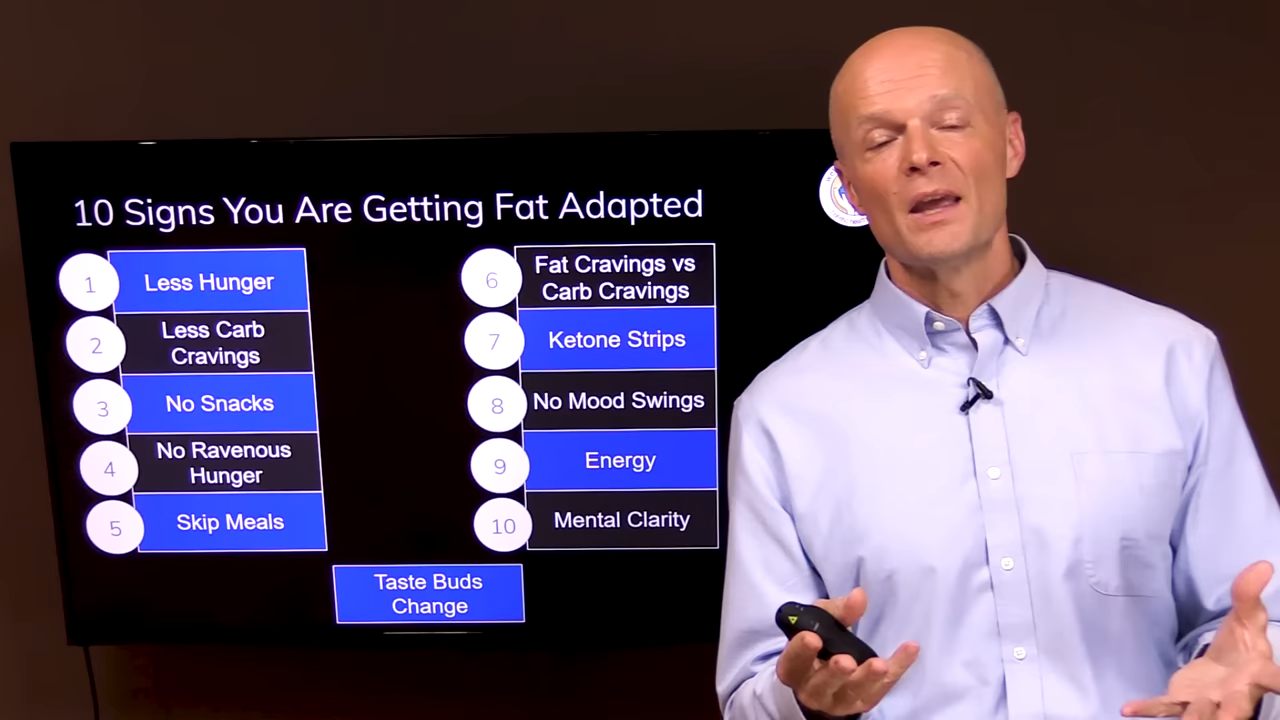 10 Signs You Are Getting Fat Adapted
1
Less Hunger
2
Less Carb
Cravings
3
No Snacks
4
No Ravenous
Hunger
5
Skip Meals
6
Fat Cravings vs
Carb Cravings
7
Ketone Strips
8
No Mood Swings
9
Energy
10
Mental Clarity
Taste Buds
Change